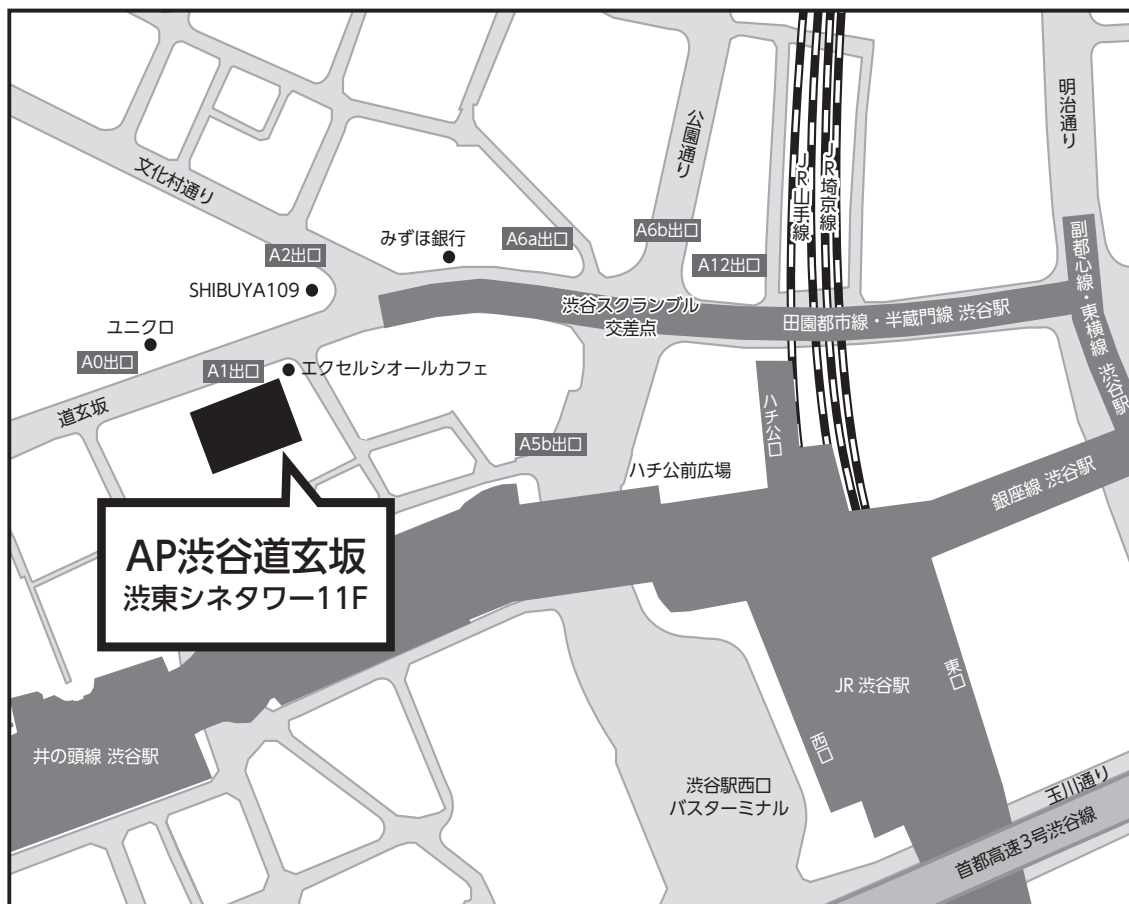 公園通り
明治通り
文化村通り
JR山手線
JR埼京線
みずほ銀行
A6a出口
A6b出口
A2出口
A12出口
SHIBUYA109
渋谷スクランブル
交差点
田園都市線・半蔵門線 渋谷駅
副都心線・東横線 渋谷駅
ユニクロ
A0出口
A1出口
エクセルシオールカフェ
道玄坂
ハチ公口
A5b出口
ハチ公前広場
銀座線 渋谷駅
AP渋谷道玄坂
渋東シネタワー11F
JR 渋谷駅
東口
西口
井の頭線 渋谷駅
渋谷駅西口
バスターミナル
玉川通り
首都高速3号渋谷線